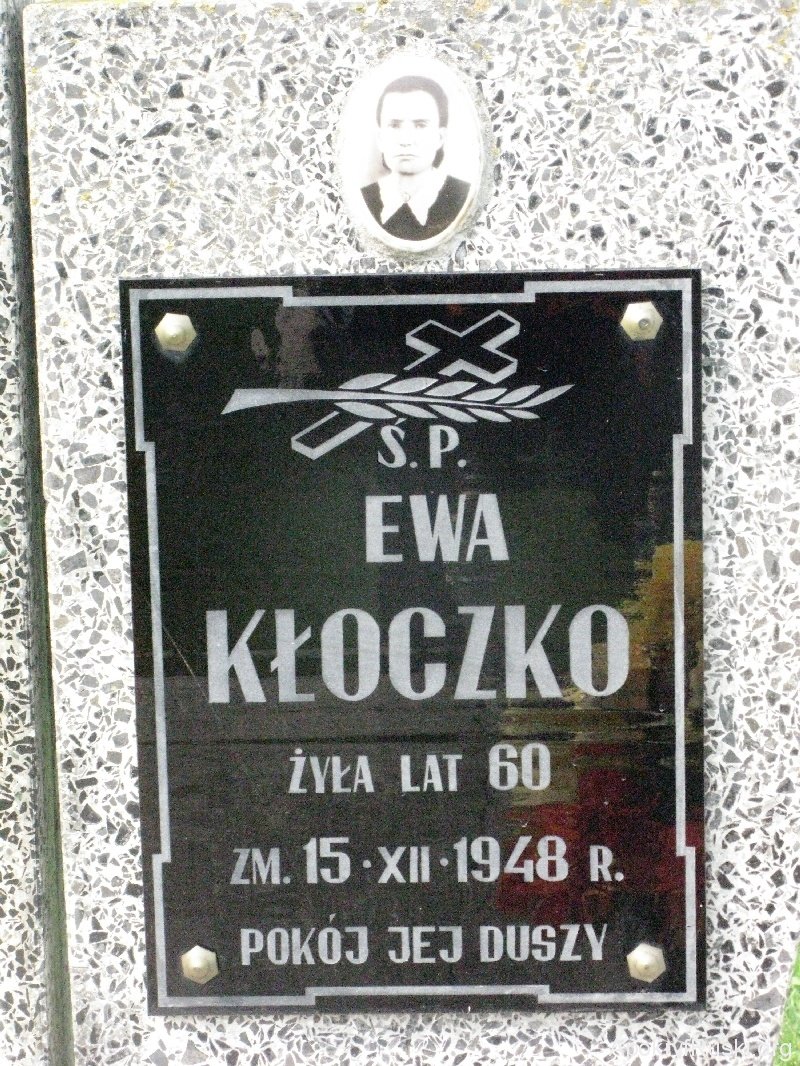 Ś. P.
EWA
KŁOCZKO
ŻYŁA LAT 60
ZM. 15·XII·1948 R.
POKÓJ JEJ DUSZY